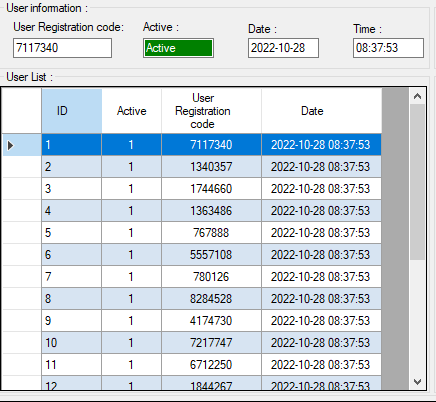 User information :
User Registration code: Active : Date : Time :
7117340 Active 2022-10-28 08:37:53
User List :
ID Active User Registration code Date
1 1 7117340 2022-10-28 08:37:53
2 1 1340357 2022-10-28 08:37:53
3 1 1744660 2022-10-28 08:37:53
4 1 1363486 2022-10-28 08:37:53
5 1 767888 2022-10-28 08:37:53
6 1 5557108 2022-10-28 08:37:53
7 1 780126 2022-10-28 08:37:53
8 1 8284528 2022-10-28 08:37:53
9 1 4174730 2022-10-28 08:37:53
10 1 7217747 2022-10-28 08:37:53
11 1 6712250 2022-10-28 08:37:53
12 1 1844267 2022-10-28 08:37:53